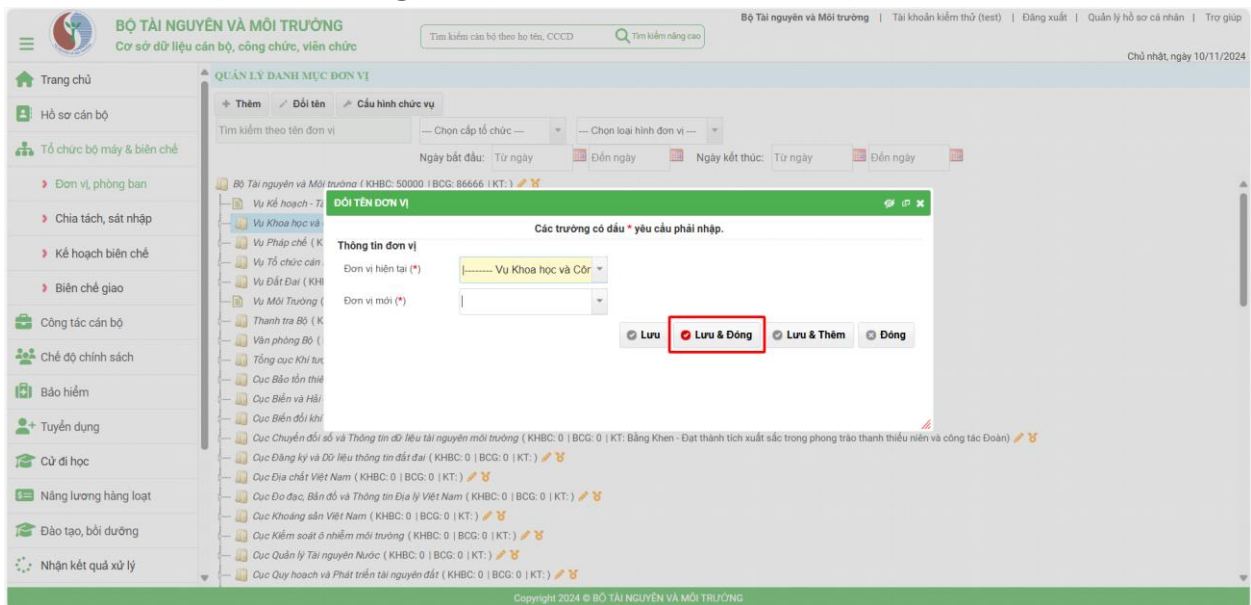 BỘ TÀI NGUYÊN VÀ MÔI TRƯỜNG
Cơ sở dữ liệu cán bộ, công chức, viên chức
Tìm kiếm cán bộ theo họ tên, CCCD
Tìm kiếm nâng cao
Bộ Tài nguyên và Môi trường | Tài khoản kiểm thử (test) | Đăng xuất | Quản lý hồ sơ cá nhân | Trợ giúp
Chủ nhật, ngày 10/11/2024
Trang chủ
Hồ sơ cán bộ
Tổ chức bộ máy & biên chế
Đơn vị, phòng ban
Chia tách, sát nhập
Kế hoạch biên chế
Biên chế giao
Công tác cán bộ
Chế độ chính sách
Bảo hiểm
Tuyển dụng
Cử đi học
Nâng lương hàng loạt
Đào tạo, bồi dưỡng
Nhận kết quả xử lý
QUẢN LÝ DANH MỤC ĐƠN VỊ
Thêm Đổi tên Cấu hình chức vụ
Tìm kiếm theo tên đơn vị --- Chọn cấp tổ chức --- --- Chọn loại hình đơn vị ---
Ngày bắt đầu: Từ ngày Đến ngày Ngày kết thúc: Từ ngày Đến ngày
Bộ Tài nguyên và Môi trường ( KHBC: 50000 | BCG: 86666 | KT: )
Vụ Kế hoạch - Tà
Vụ Khoa học và
Vụ Pháp chế ( K
Vụ Tổ chức cán
Vụ Đất Đai ( KH
Vụ Môi Trường (
Thanh tra Bộ ( K
Văn phòng Bộ (
Tổng cục Khí tượ
Cục Bảo tồn thiê
Cục Biển và Hải
Cục Biến đổi khí
Cục Chuyển đổi số và Thông tin dữ liệu tài nguyên môi trường ( KHBC: 0 | BCG: 0 | KT: Bằng Khen - Đạt thành tích xuất sắc trong phong trào thanh thiếu niên và công tác Đoàn)
Cục Đăng ký và Dữ liệu thông tin đất đai ( KHBC: 0 | BCG: 0 | KT: )
Cục Địa chất Việt Nam ( KHBC: 0 | BCG: 0 | KT: )
Cục Đo đạc, Bản đồ và Thông tin Địa lý Việt Nam ( KHBC: 0 | BCG: 0 | KT: )
Cục Khoáng sản Việt Nam ( KHBC: 0 | BCG: 0 | KT: )
Cục Kiểm soát ô nhiễm môi trường ( KHBC: 0 | BCG: 0 | KT: )
Cục Quản lý Tài nguyên Nước ( KHBC: 0 | BCG: 0 | KT: )
Cục Quy hoạch và Phát triển tài nguyên đất ( KHBC: 0 | BCG: 0 | KT: )
ĐỔI TÊN ĐƠN VỊ
Các trường có dấu * yêu cầu phải nhập.
Thông tin đơn vị
Đơn vị hiện tại (*) |-------- Vụ Khoa học và Côn
Đơn vị mới (*)
Lưu Lưu & Đóng Lưu & Thêm Đóng
Copyright 2024 © BỘ TÀI NGUYÊN VÀ MÔI TRƯỜNG